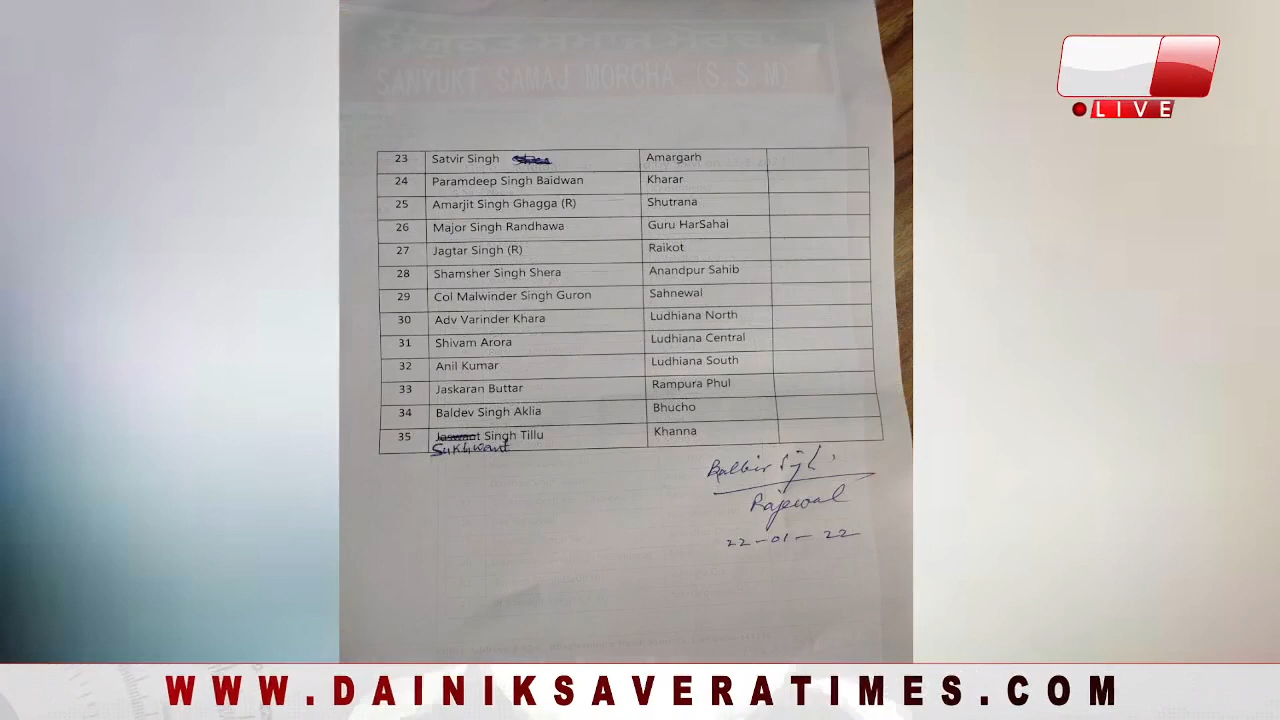 LIVE
SANYUKT SAMAJ MORCHA (S.S.M)
23 Satvir Singh Amargarh
24 Paramdeep Singh Baidwan Kharar
25 Amarjit Singh Ghagga (R) Shutrana
26 Major Singh Randhawa Guru HarSahai
27 Jagtar Singh (R) Raikot
28 Shamsher Singh Shera Anandpur Sahib
29 Col Malwinder Singh Guron Sahnewal
30 Adv Varinder Khara Ludhiana North
31 Shivam Arora Ludhiana Central
32 Anil Kumar Ludhiana South
33 Jaskaran Buttar Rampura Phul
34 Baldev Singh Aklia Bhucho
35 Jaswant Singh Tillu Khanna
Sukhwant
Balbir Singh
Rajewal
22-01-22
WWW.DAINIKSAVERATIMES.COM